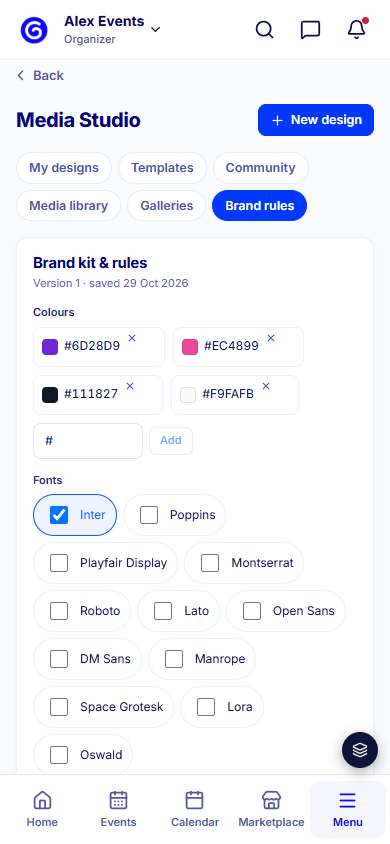 Alex Events
Organizer
Back
Media Studio
New design
My designs
Templates
Community
Media library
Galleries
Brand rules
Brand kit & rules
Version 1 · saved 29 Oct 2026
Colours
#6D28D9
#EC4899
#111827
#F9FAFB
#
Add
Fonts
Inter
Poppins
Playfair Display
Montserrat
Roboto
Lato
Open Sans
DM Sans
Manrope
Space Grotesk
Lora
Oswald
Home
Events
Calendar
Marketplace
Menu